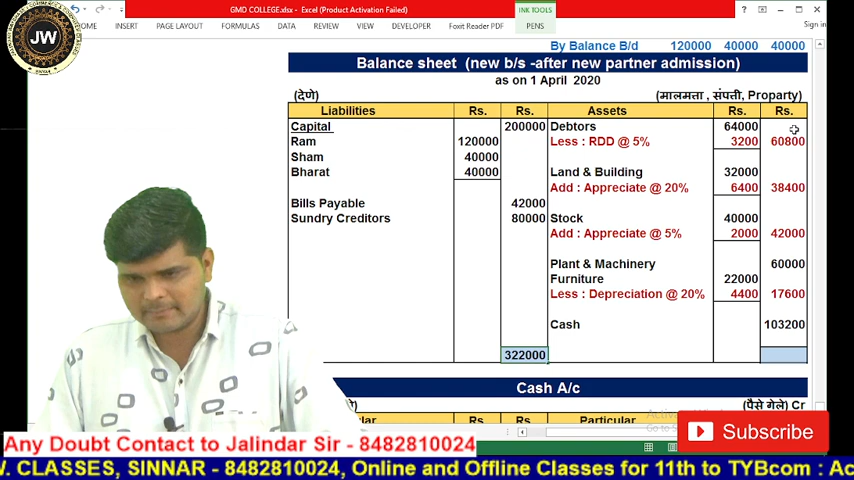 JW
GMD COLLEGE.xlsx - Excel (Product Activation Failed)
INK TOOLS
HOME INSERT PAGE LAYOUT FORMULAS DATA REVIEW VIEW DEVELOPER Foxit Reader PDF PENS
Sign in
By Balance B/d 120000 40000 40000
Balance sheet (new b/s -after new partner admission)
as on 1 April 2020
(देणे) (मालमत्ता , संपत्ती, Proparty)
Liabilities Rs. Rs. Assets Rs. Rs.
Capital 200000 Debtors 64000
Ram 120000 Less : RDD @ 5% 3200 60800
Sham 40000
Bharat 40000 Land & Building 32000
Add : Appreciate @ 20% 6400 38400
Bills Payable 42000
Sundry Creditors 80000 Stock 40000
Add : Appreciate @ 5% 2000 42000
Plant & Machinery 60000
Furniture 22000
Less : Depreciation @ 20% 4400 17600
Cash 103200
322000
Cash A/c
(पैसे गेले) Cr
Particular
Subscribe
Any Doubt Contact to Jalindar Sir - 8482810024
W. CLASSES, SINNAR - 8482810024, Online and Offline Classes for 11th to TYBcom : Ac